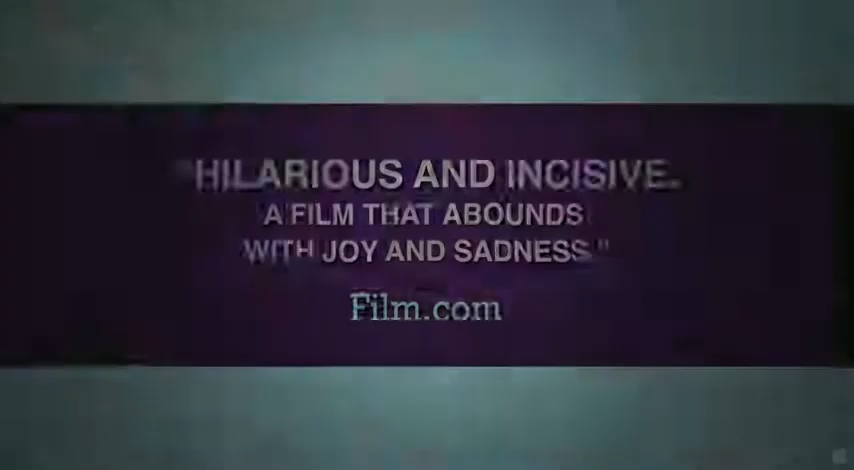 "HILARIOUS AND INCISIVE.
A FILM THAT ABOUNDS
WITH JOY AND SADNESS."
Film.com